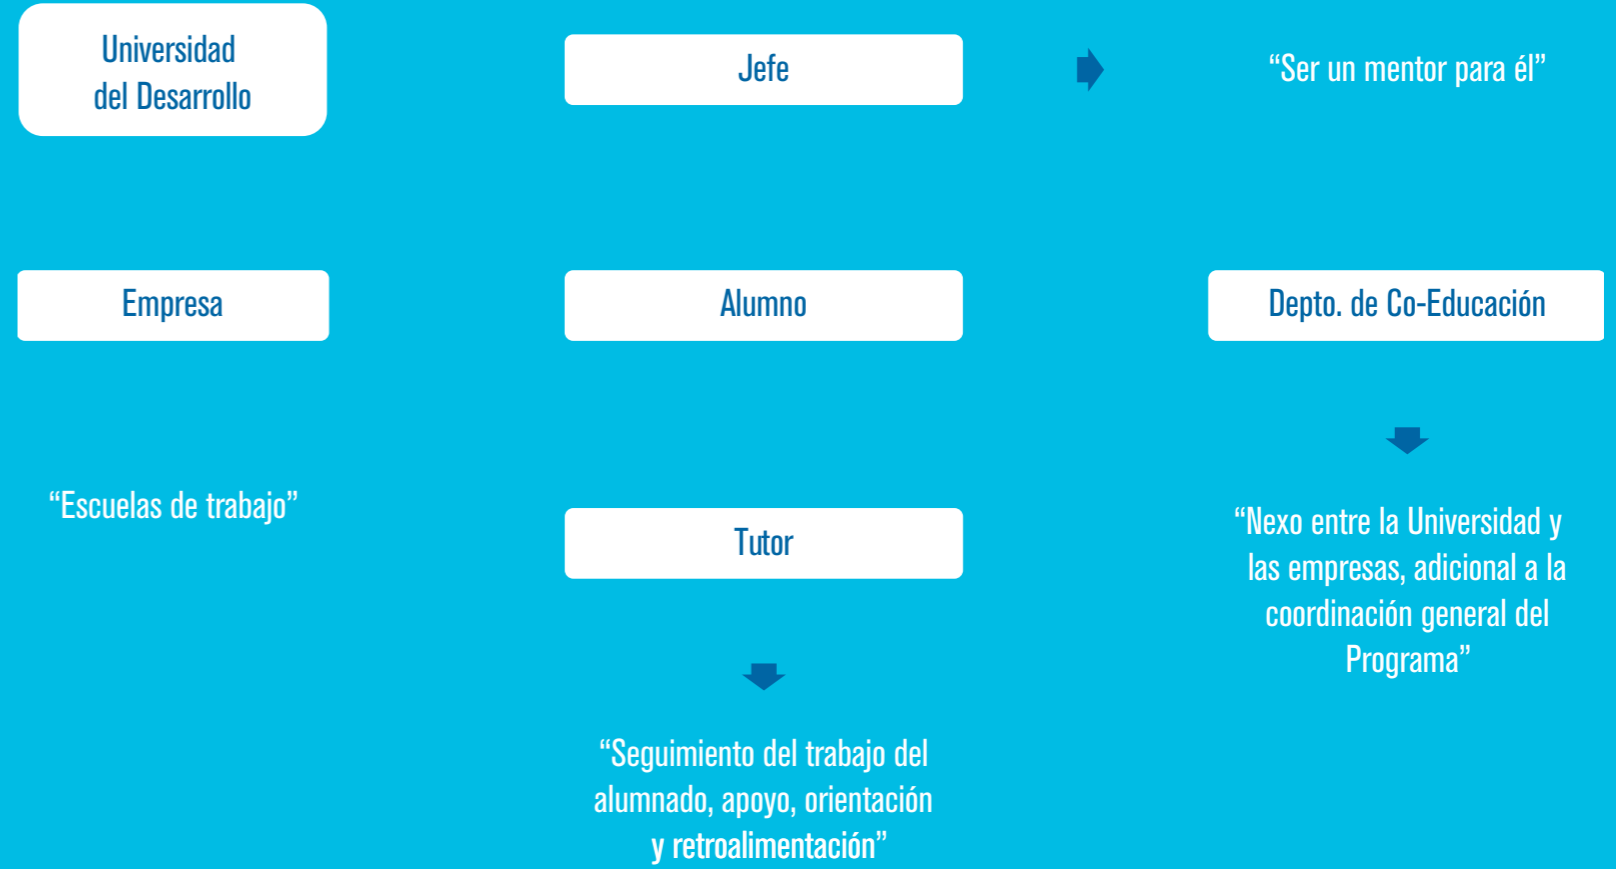 Universidad
del Desarrollo
Jefe
“Ser un mentor para él”
Empresa
Alumno
Depto. de Co-Educación
“Escuelas de trabajo”
Tutor
“Nexo entre la Universidad y
las empresas, adicional a la
coordinación general del
Programa”
“Seguimiento del trabajo del
alumnado, apoyo, orientación
y retroalimentación”